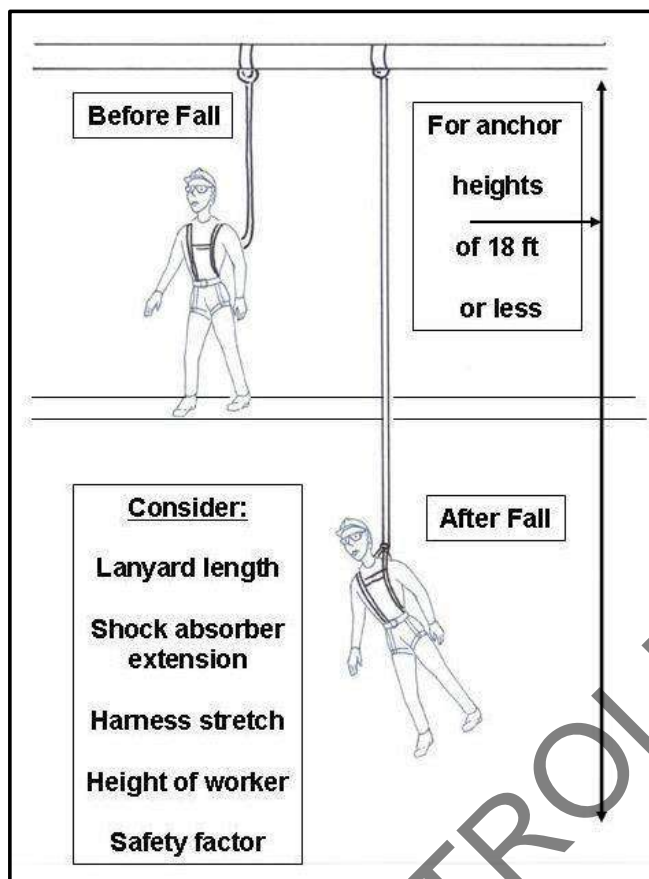 Before Fall
For anchor
heights
of 18 ft
or less
Consider:
Lanyard length
Shock absorber
extension
Harness stretch
Height of worker
Safety factor
After Fall
TROL